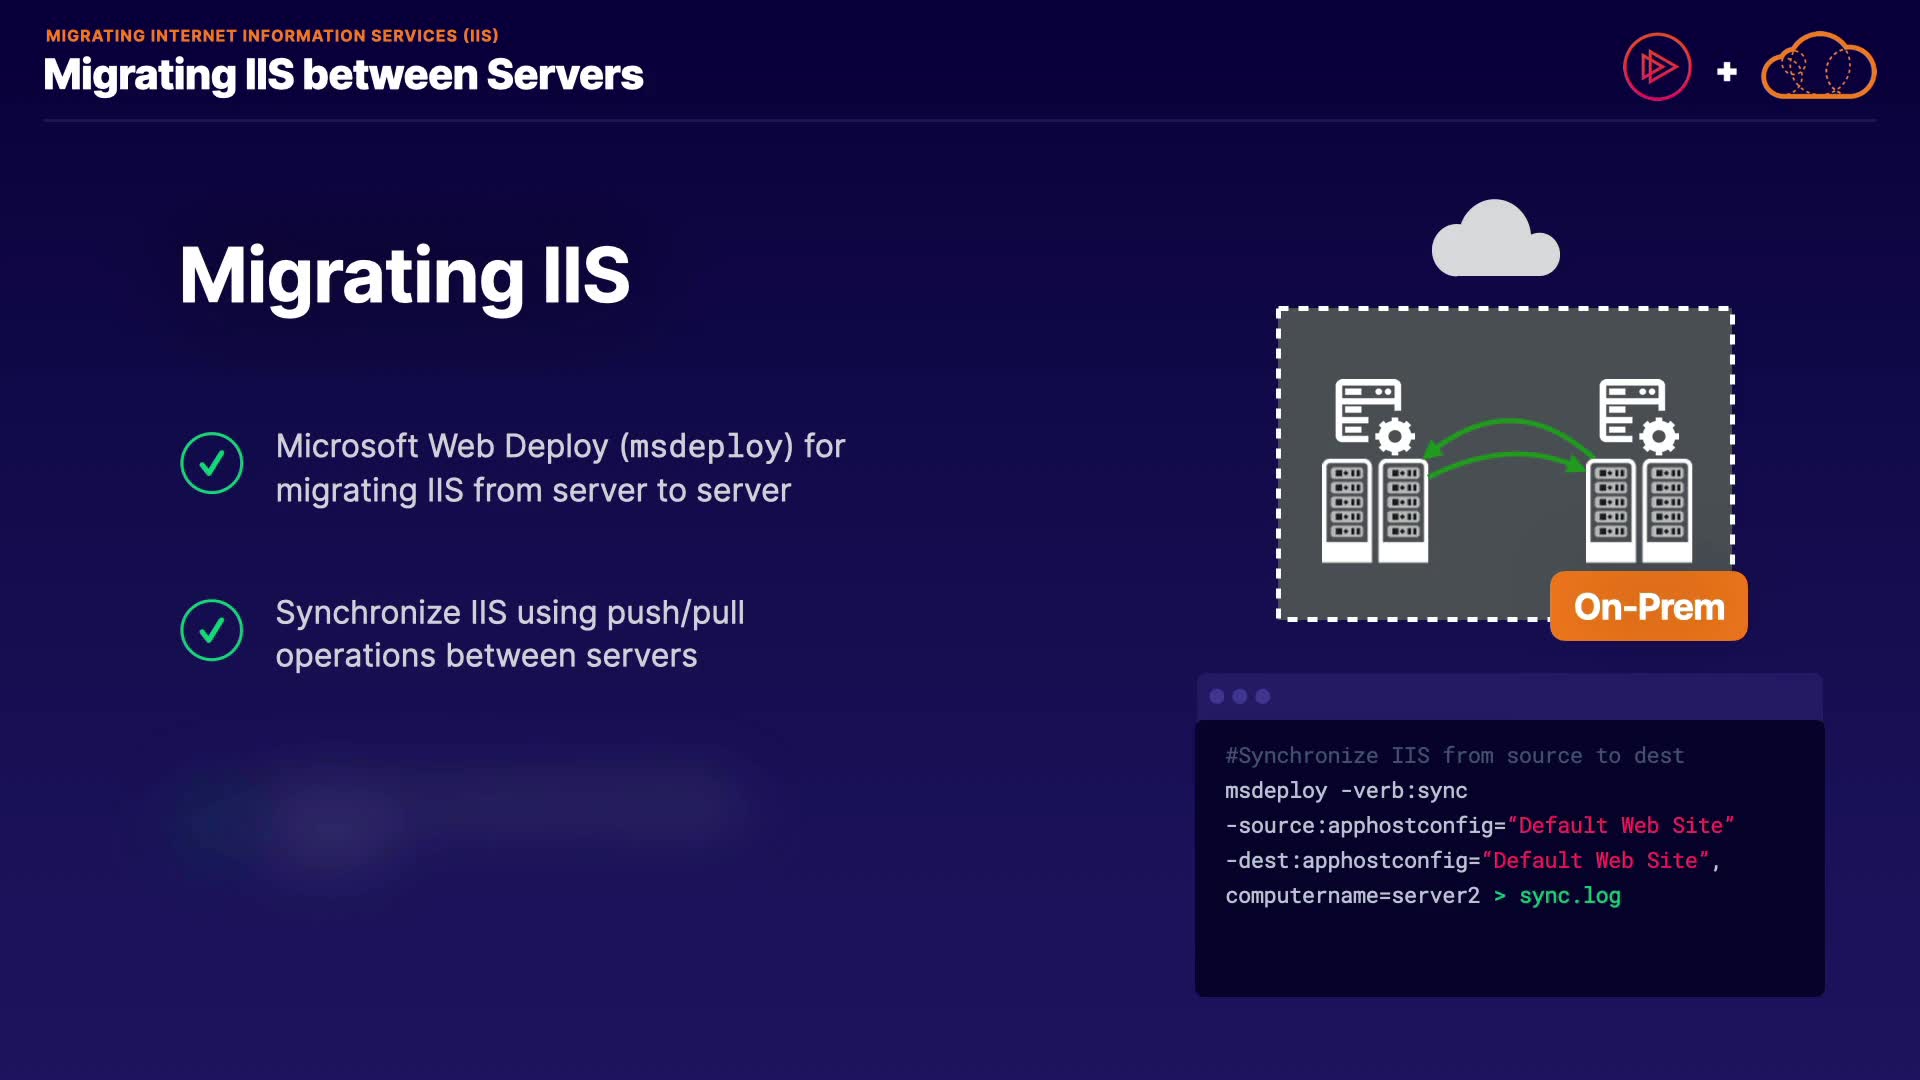 MIGRATING INTERNET INFORMATION SERVICES (IIS)
Migrating IIS between Servers
Migrating IIS
Microsoft Web Deploy (msdeploy) for
migrating IIS from server to server
Synchronize IIS using push/pull
operations between servers
On-Prem
#Synchronize IIS from source to dest
msdeploy -verb:sync
-source:apphostconfig=“Default Web Site”
-dest:apphostconfig=“Default Web Site”,
computername=server2 > sync.log